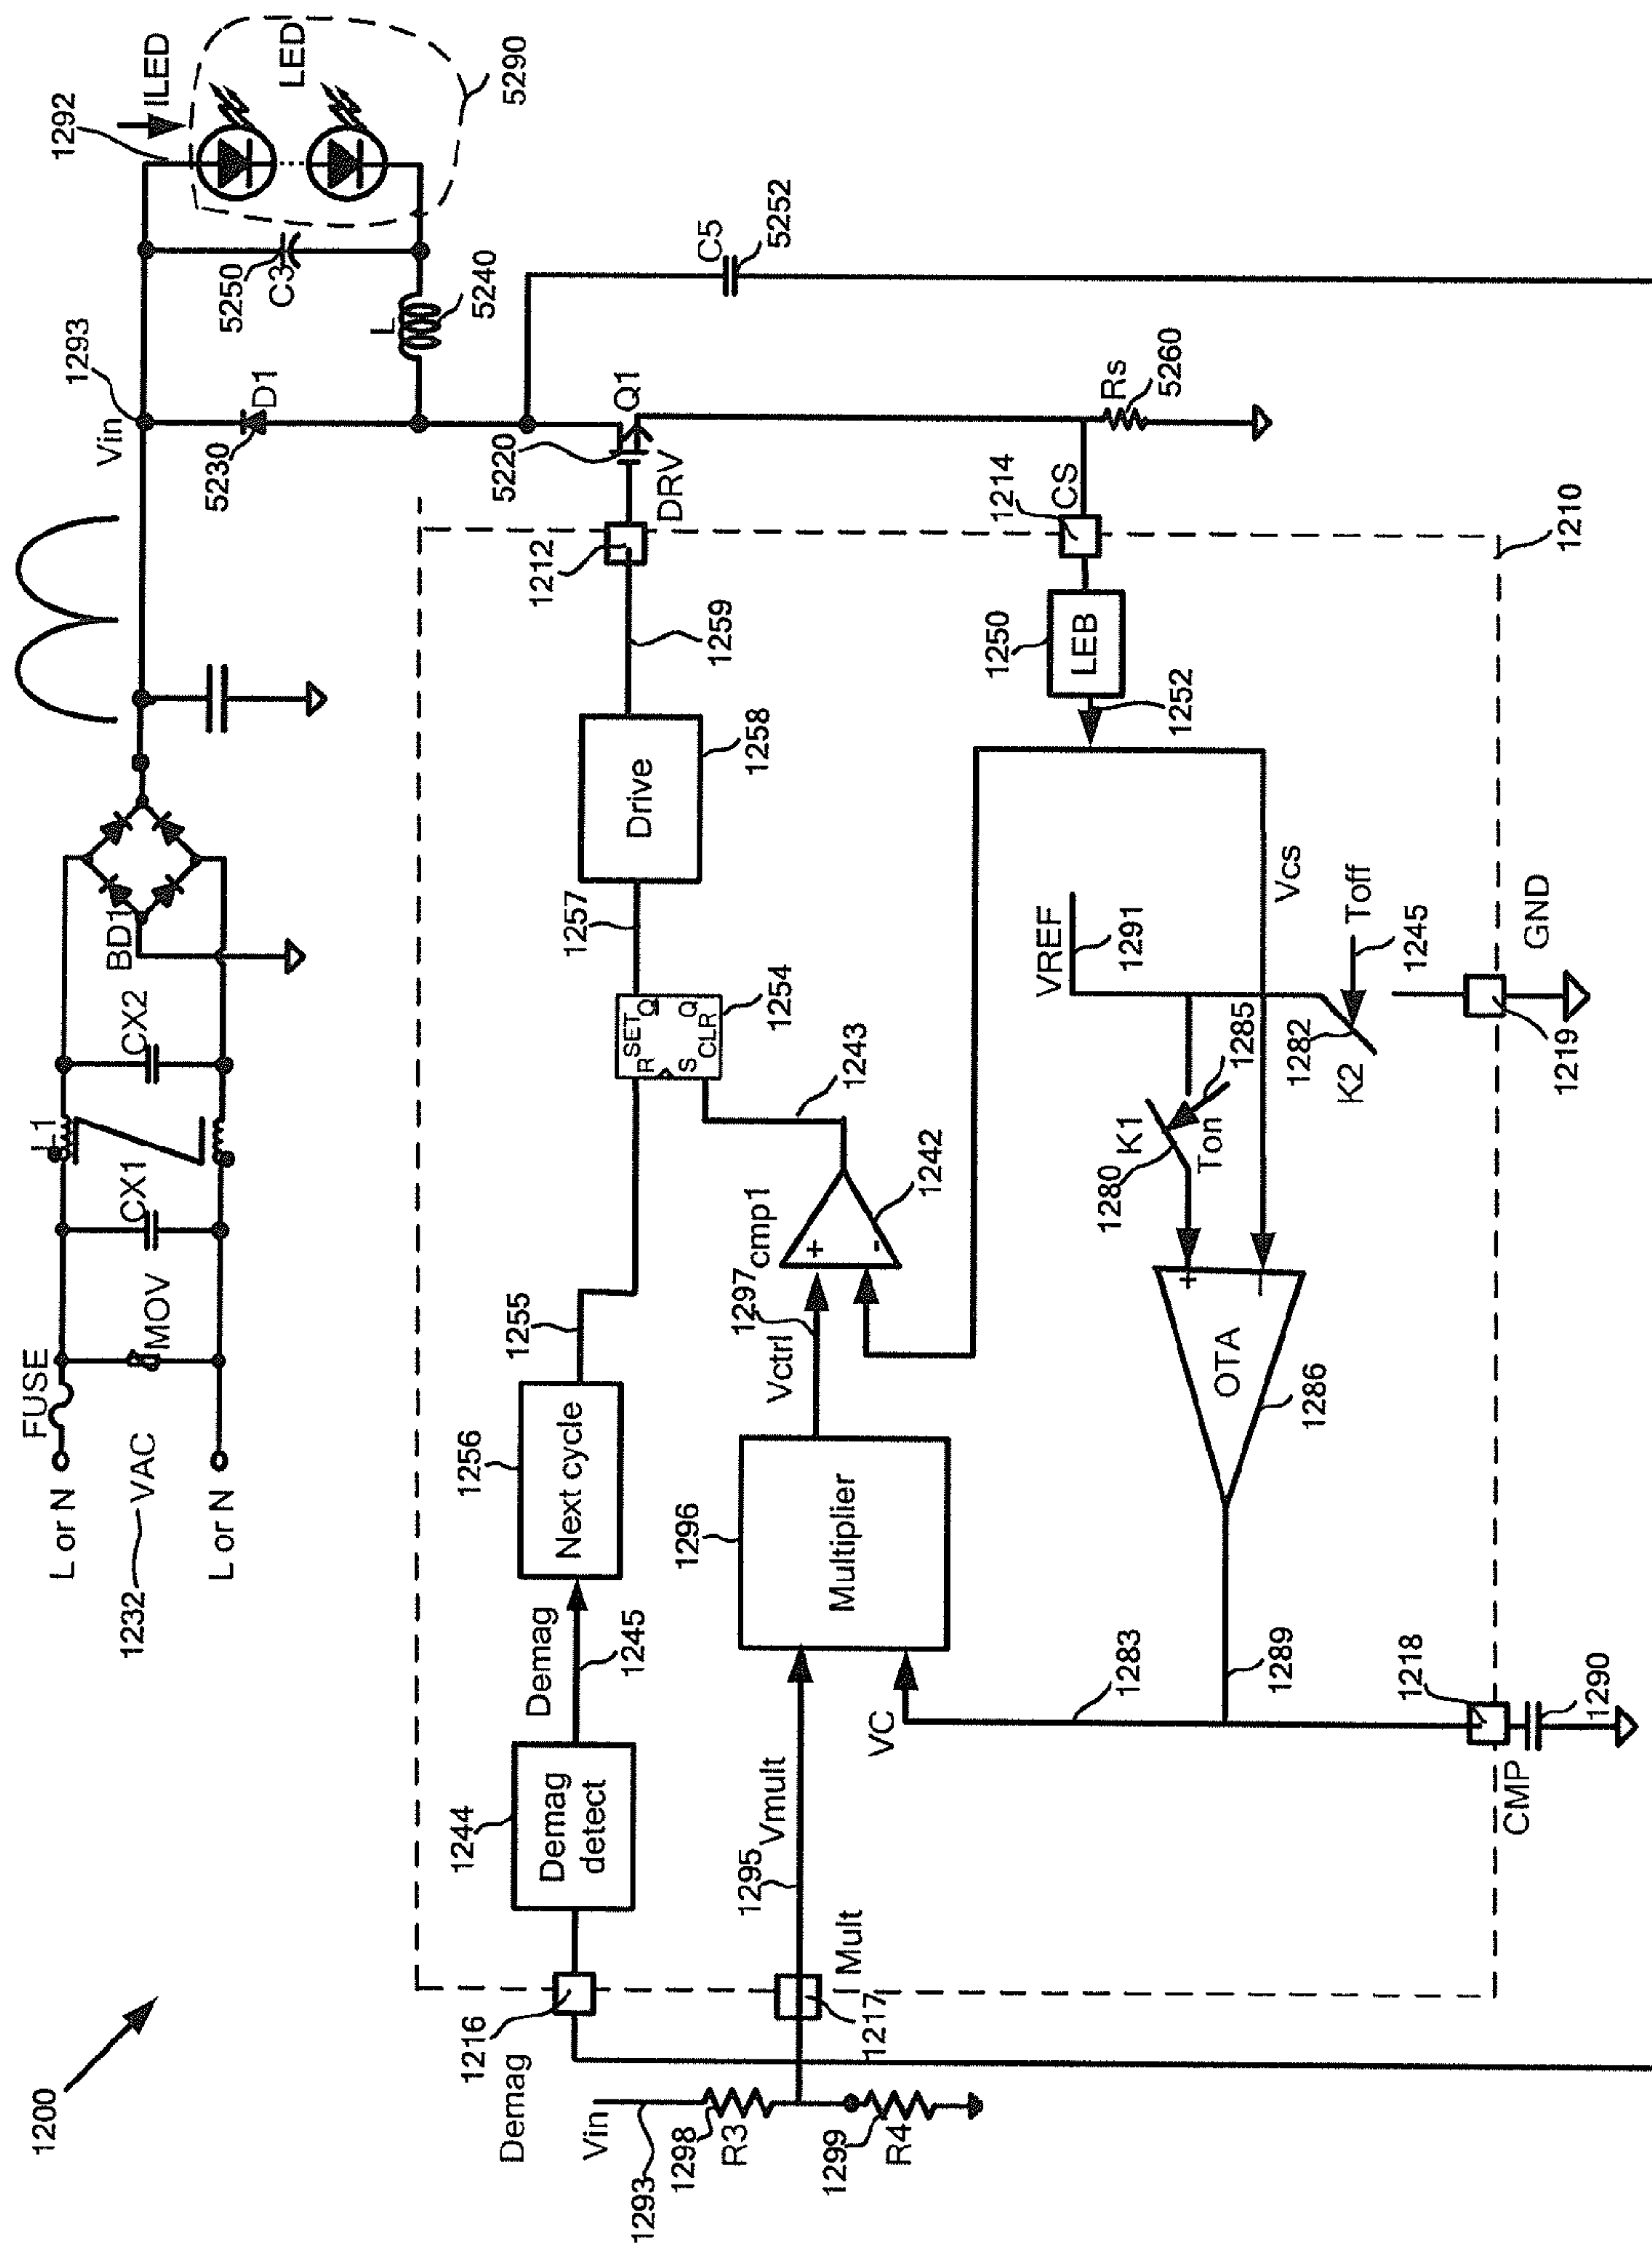 1200
L or N
FUSE
1232
VAC
L or N
MOV
CX1
L1
CX2
BD1
Vin
1293
5230
D1
5250
C3
L
5240
1292
ILED
LED
5290
C5
5252
5220
Q1
DRV
1212
1259
Drive
1258
1257
SET
R
Q
S
CLR
Q
1254
1255
Next cycle
1256
Demag
1245
Demag
detect
1244
1216
Demag
Vin
1293
1298
R3
1299
R4
1217
Mult
1295
Vmult
Multiplier
1296
VC
1283
Vctrl
1297
cmp1
+
-
1242
1243
LEB
1250
1252
1214
CS
Rs
5260
1210
VREF
1291
Vcs
K1
1280
Ton
1285
1282
K2
Toff
1245
GND
1219
+
-
OTA
1286
1289
1218
CMP
1290